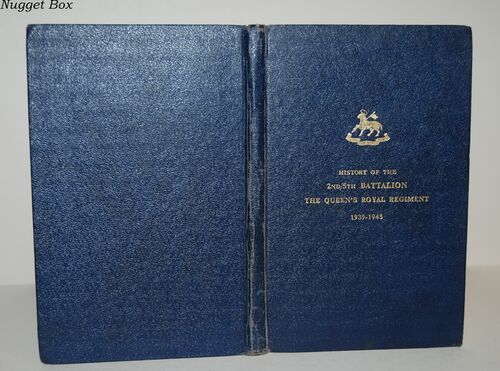 Nugget Box
HISTORY OF THE
2ND/5TH BATTALION
THE QUEEN'S ROYAL REGIMENT
1939-1945